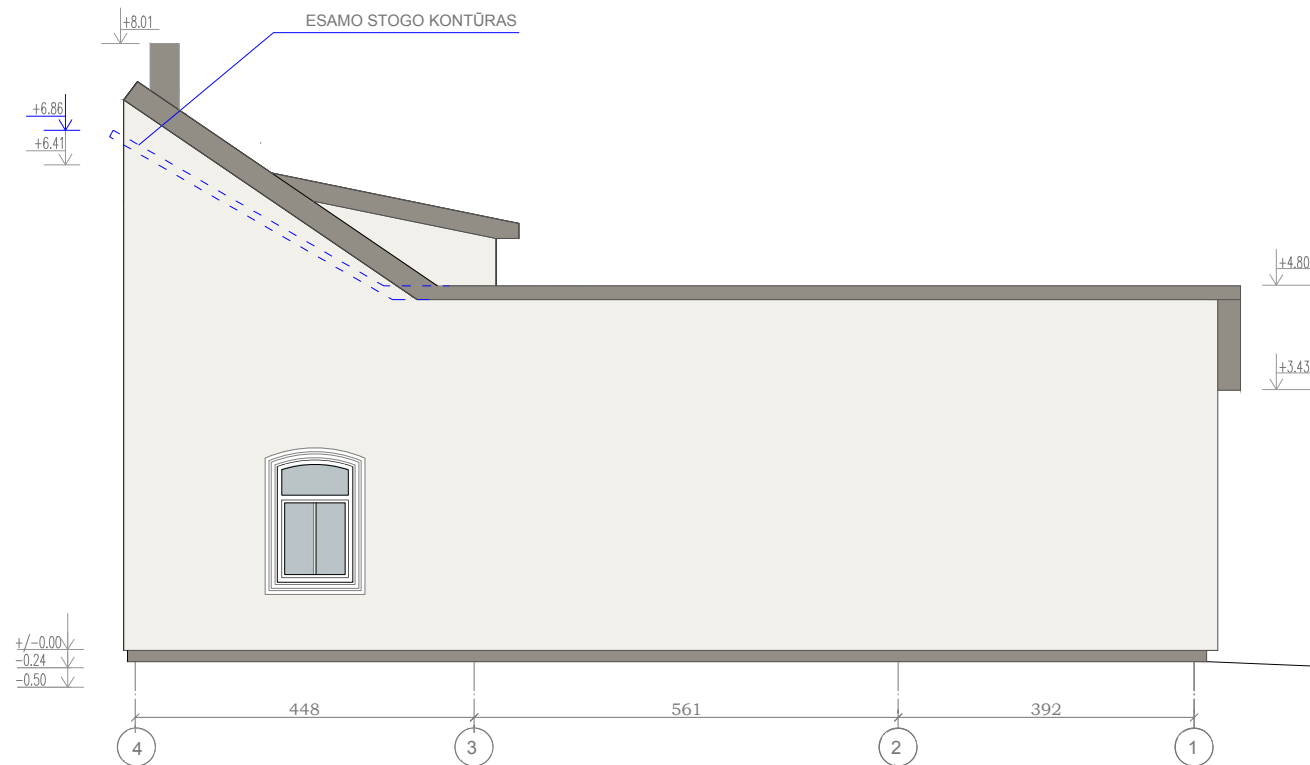 +8.01
ESAMO STOGO KONTŪRAS
+6.86
+6.41
+4.80
+3.43
+/-0.00
-0.24
-0.50
448 561 392
4 3 2 1